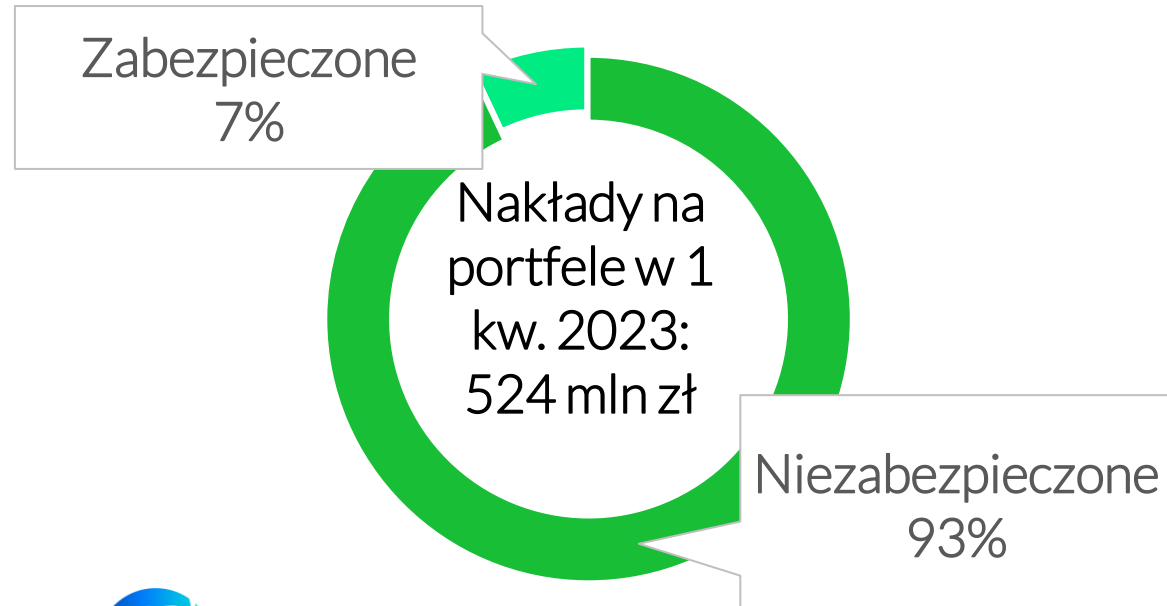 Zabezpieczone
7%
Nakłady na
portfele w 1
kw. 2023:
524 mln zł
Niezabezpieczone
93%